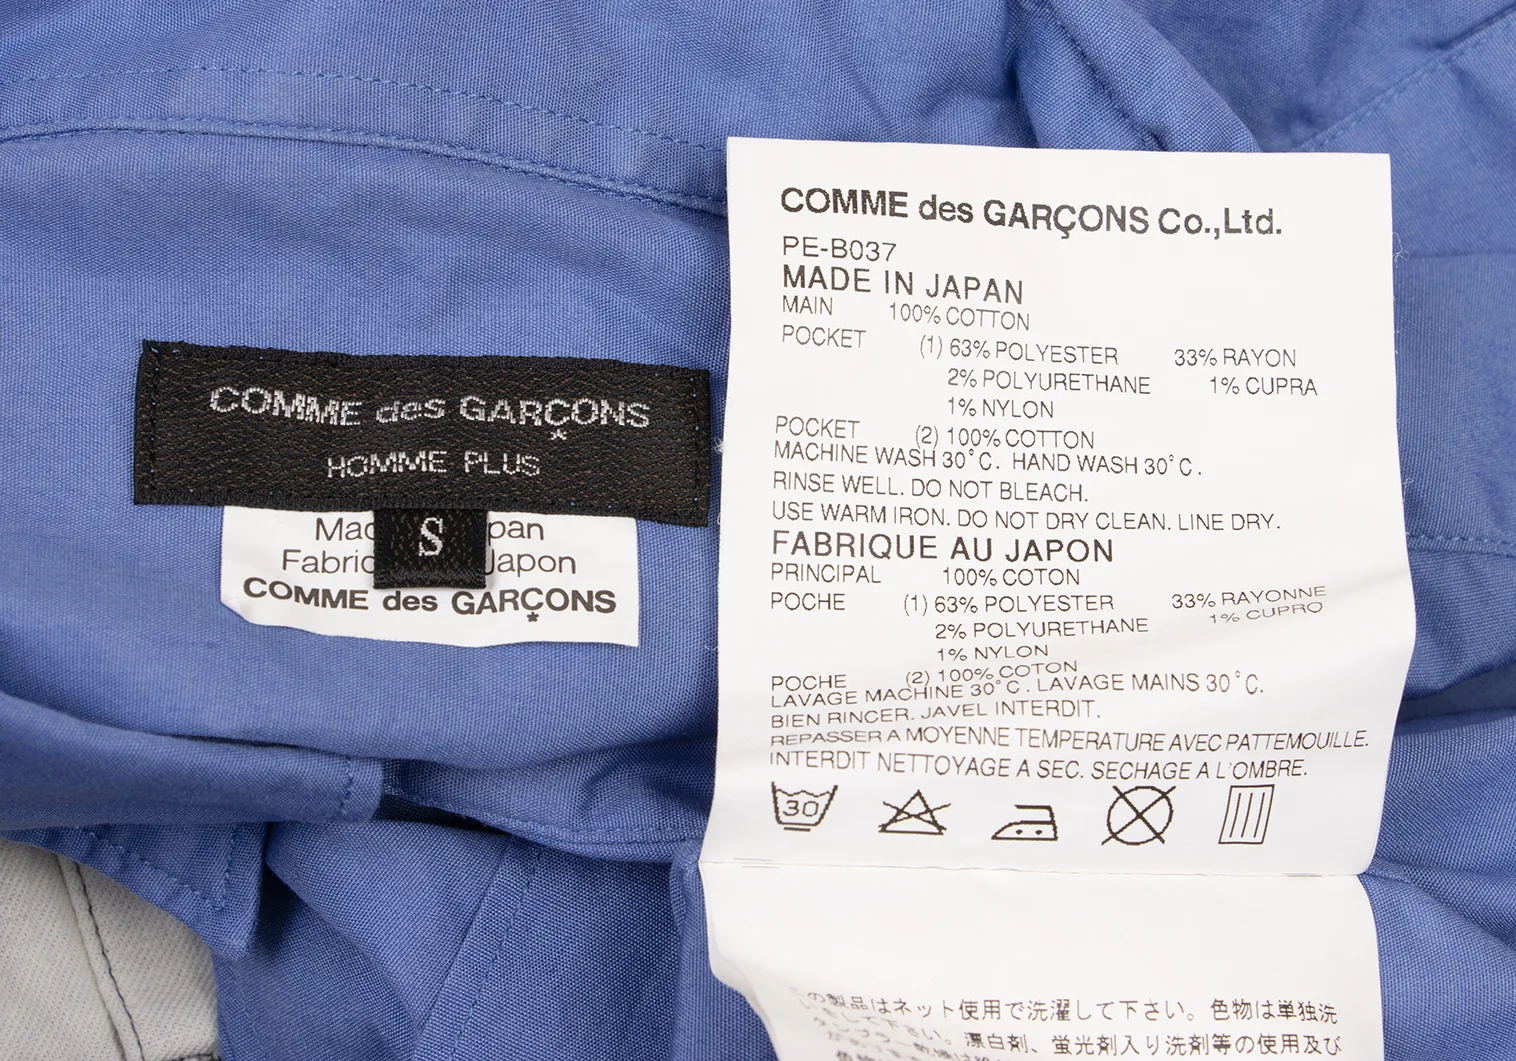 COMME des GARÇONS
HOMME PLUS
S
Mac pan
Fabric Japon
COMME des GARÇONS
COMME des GARÇONS Co.,Ltd.
PE-B037
MADE IN JAPAN
MAIN 100% COTTON
POCKET (1) 63% POLYESTER 33% RAYON
2% POLYURETHANE 1% CUPRA
1% NYLON
POCKET (2) 100% COTTON
MACHINE WASH 30°C. HAND WASH 30°C.
RINSE WELL. DO NOT BLEACH.
USE WARM IRON. DO NOT DRY CLEAN. LINE DRY.
FABRIQUE AU JAPON
PRINCIPAL 100% COTON
POCHE (1) 63% POLYESTER 33% RAYONNE
2% POLYURETHANE 1% CUPRO
1% NYLON
POCHE (2) 100% COTON
LAVAGE MACHINE 30°C. LAVAGE MAINS 30°C.
BIEN RINCER. JAVEL INTERDIT.
REPASSER A MOYENNE TEMPERATURE AVEC PATTEMOUILLE.
INTERDIT NETTOYAGE A SEC. SECHAGE A L'OMBRE.
30
の製品はネット使用で洗濯して下さい。色物は単独洗
いをして下さい。漂白剤、蛍光剤入り洗剤等の使用及び